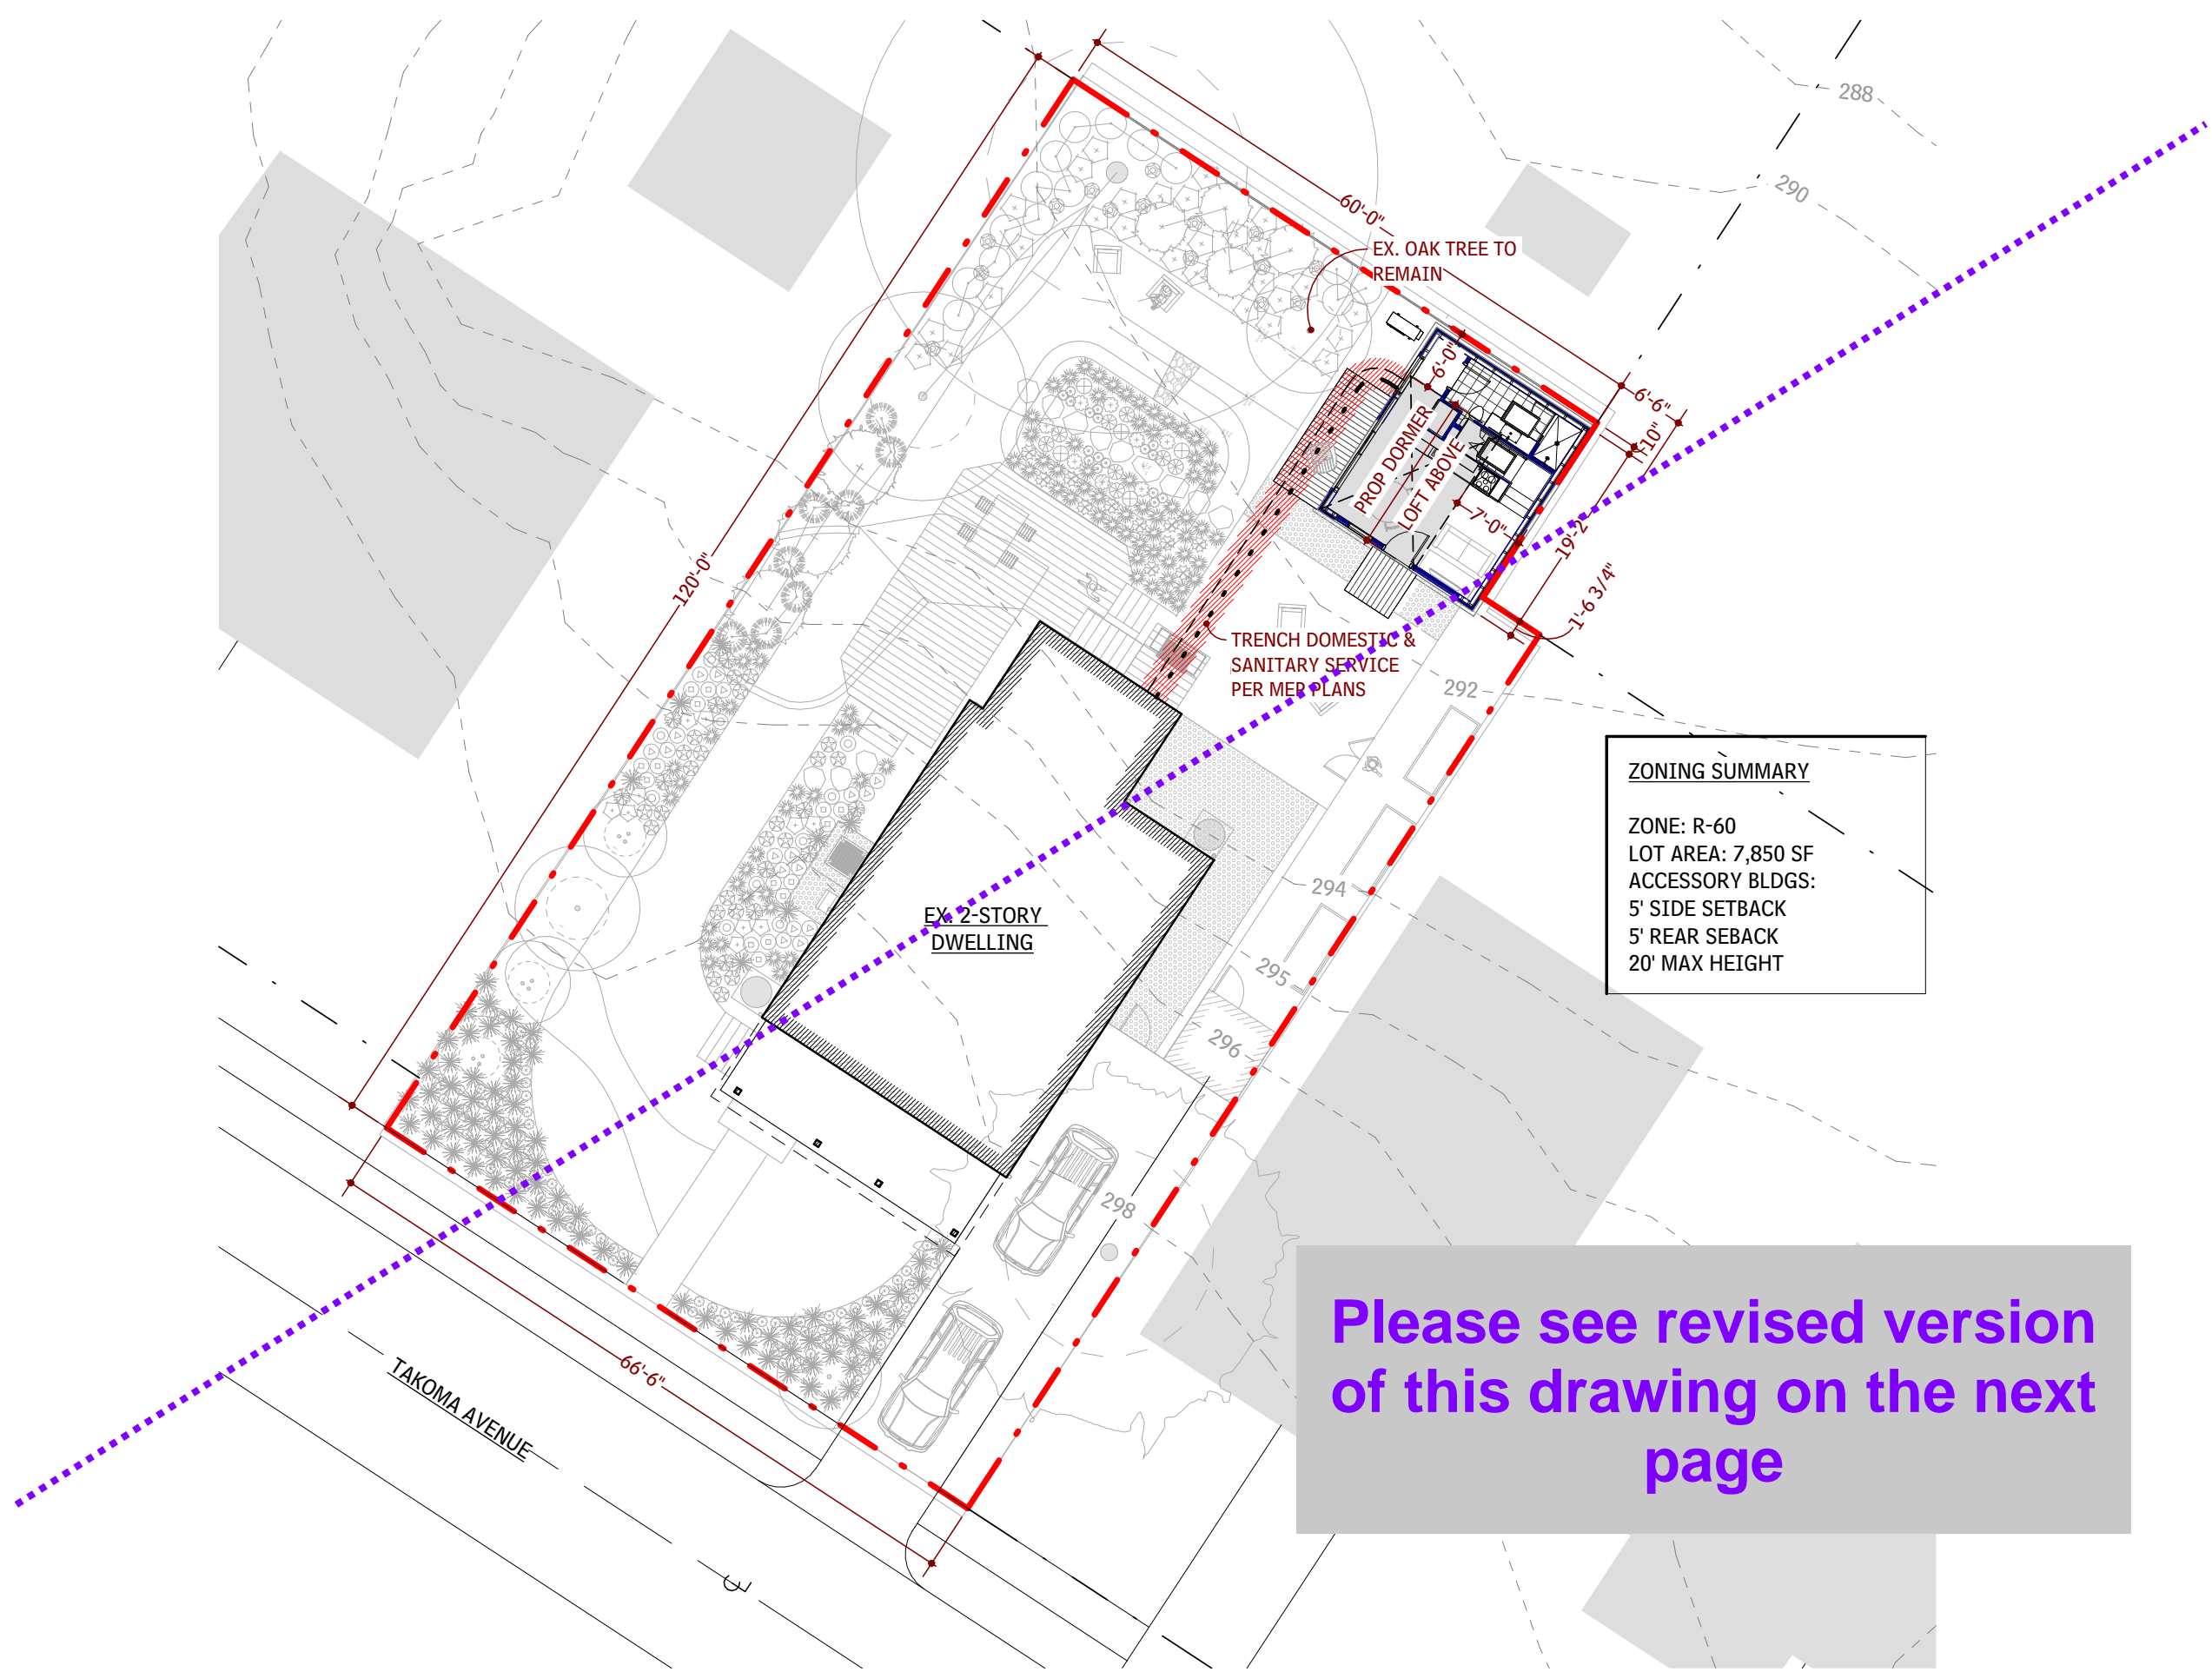 288
290
60'-0"
EX. OAK TREE TO
REMAIN
6'-0"
6'-6"
10"
PROP DORMER
LOFT ABOVE
7'-0"
19'-2"
1'-6 3/4"
120'-0"
TRENCH DOMESTIC &
SANITARY SERVICE
PER MEP PLANS
292
ZONING SUMMARY
ZONE: R-60
LOT AREA: 7,850 SF
ACCESSORY BLDGS:
5' SIDE SETBACK
5' REAR SEBACK
20' MAX HEIGHT
294
EX. 2-STORY
DWELLING
295
296
298
Please see revised version
of this drawing on the next
page
66'-6"
TAKOMA AVENUE